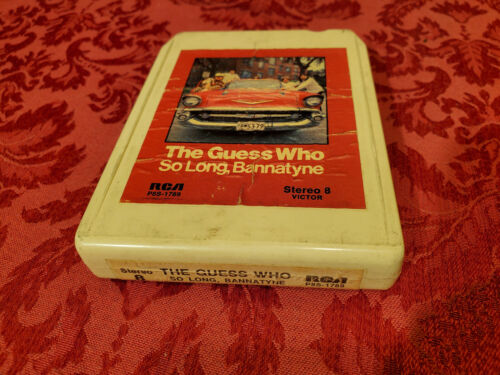 The Guess Who
So Long, Bannatyne
RCA
P8S-1789
Stereo 8
VICTOR
Stereo
8
THE GUESS WHO
SO LONG, BANNATYNE
RCA
P8S-1789